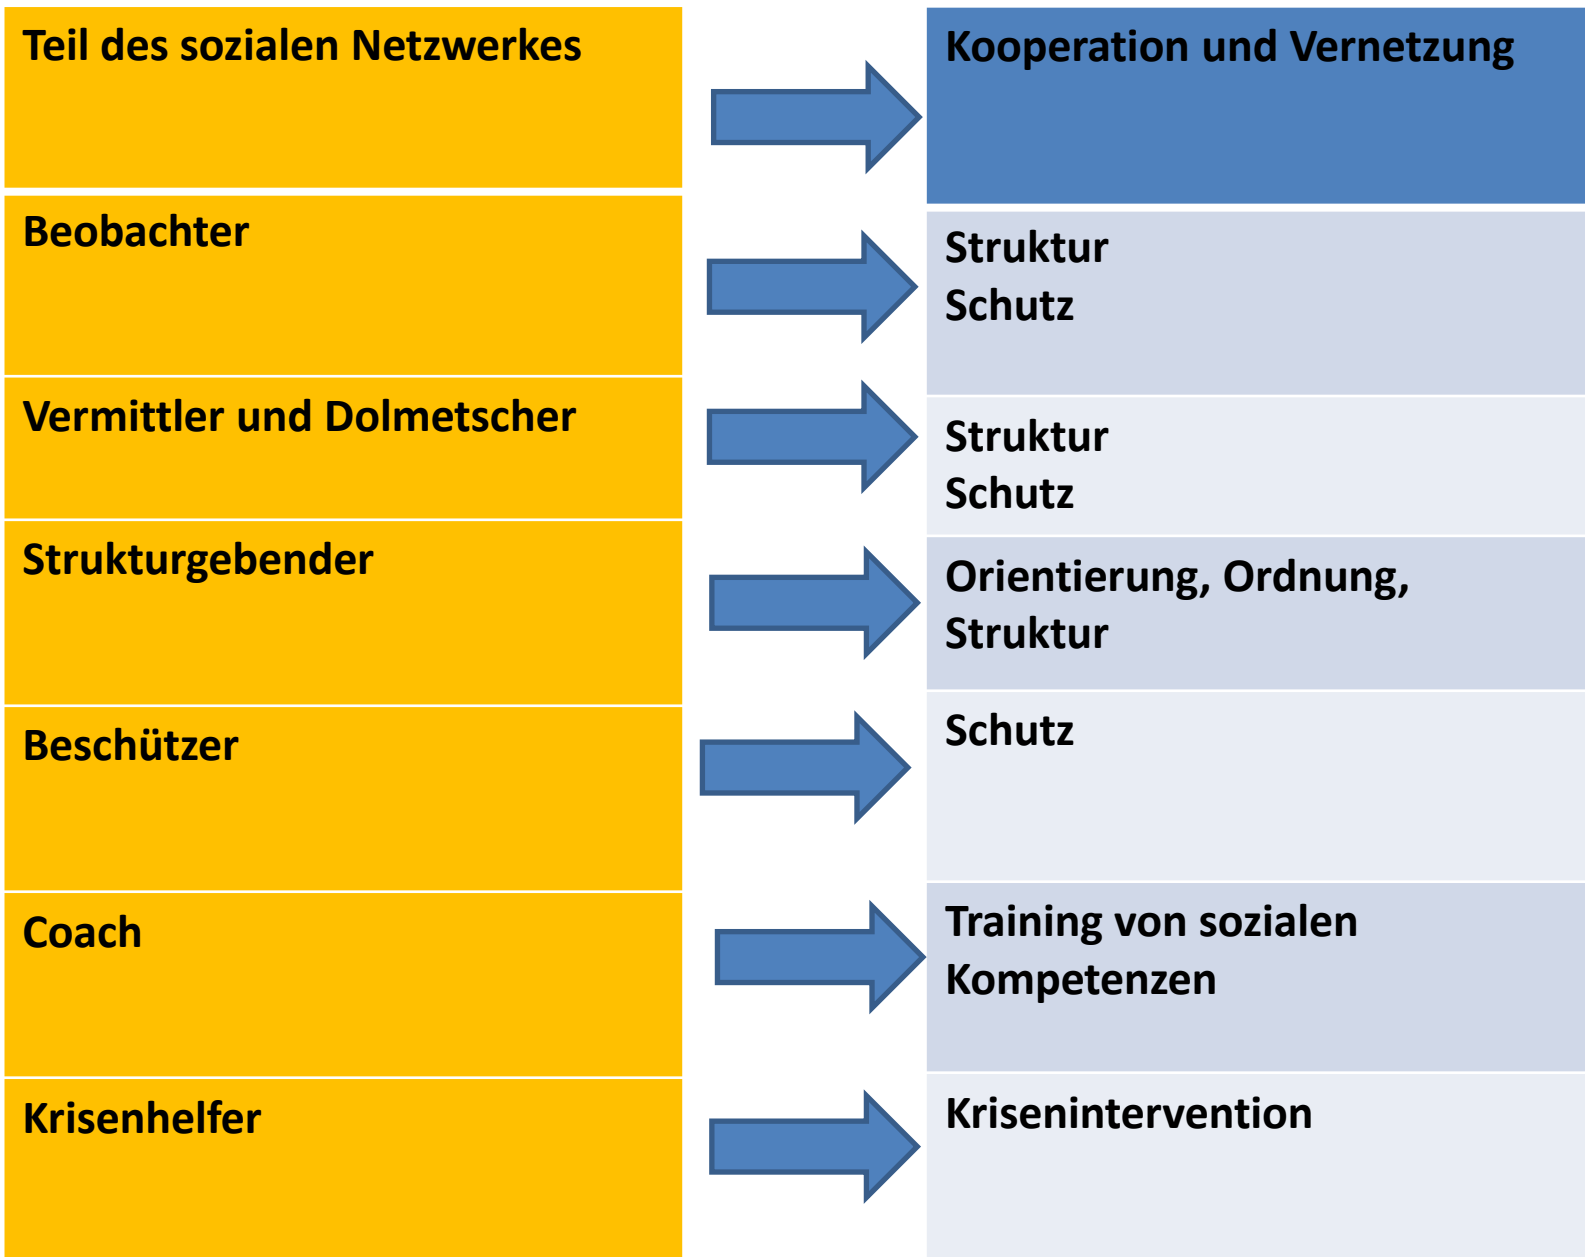 Teil des sozialen Netzwerkes
Kooperation und Vernetzung
Beobachter
Struktur
Schutz
Vermittler und Dolmetscher
Struktur
Schutz
Strukturgebender
Orientierung, Ordnung,
Struktur
Beschützer
Schutz
Coach
Training von sozialen
Kompetenzen
Krisenhelfer
Krisenintervention